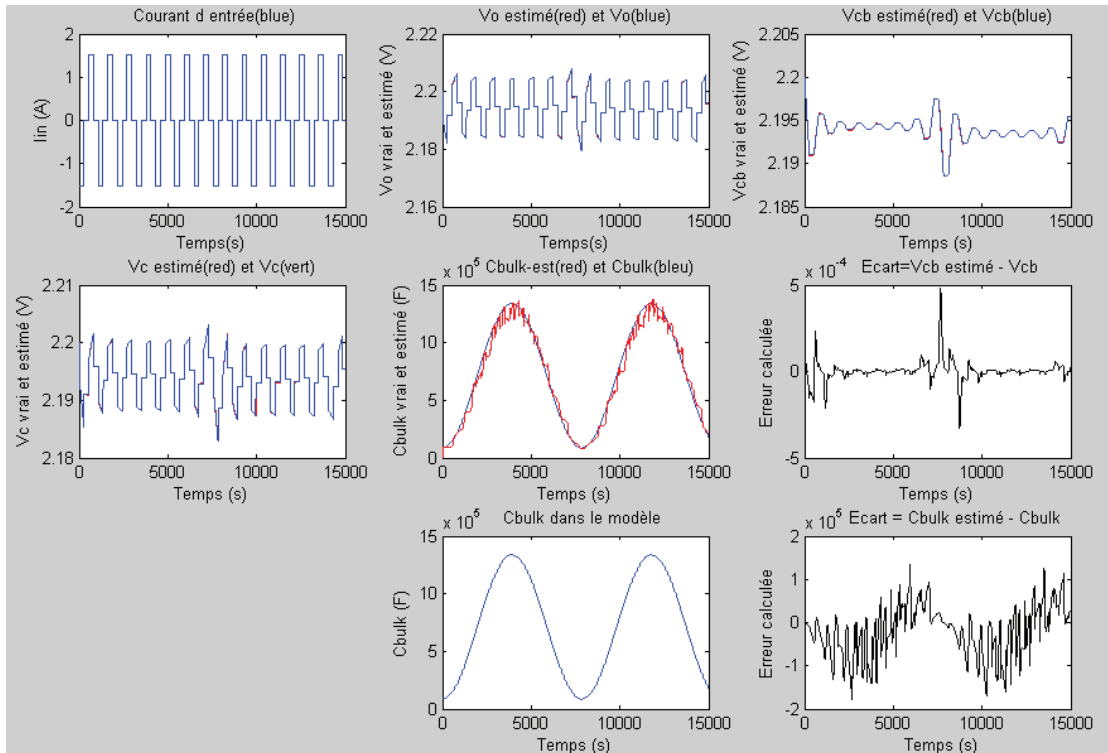 Courant d entrée(blue)
2
1
0
-1
-2
Iin (A)
0 5000 10000 15000
Temps(s)
Vo estimé(red) et Vo(blue)
2.22
2.2
2.18
2.16
Vo vrai et estimé (V)
0 5000 10000 15000
Temps(s)
Vcb estimé(red) et Vcb(blue)
2.205
2.2
2.195
2.19
2.185
Vcb vrai et estimé (V)
0 5000 10000 15000
Temps (s)
Vc estimé(red) et Vc(vert)
2.21
2.2
2.19
2.18
Vc vrai et estimé (V)
0 5000 10000 15000
Temps (s)
x 10^5
Cbulk-est(red) et Cbulk(bleu)
15
10
5
0
Cbulk vrai et estimé (F)
0 5000 10000 15000
Temps (s)
x 10^-4
Ecart=Vcb estimé - Vcb
5
0
-5
Erreur calculée
0 5000 10000 15000
Temps (s)
x 10^5
Cbulk dans le modèle
15
10
5
0
Cbulk (F)
0 5000 10000 15000
Temps (s)
x 10^5
Ecart = Cbulk estimé - Cbulk
2
1
0
-1
-2
Erreur calculée
0 5000 10000 15000
Temps (s)